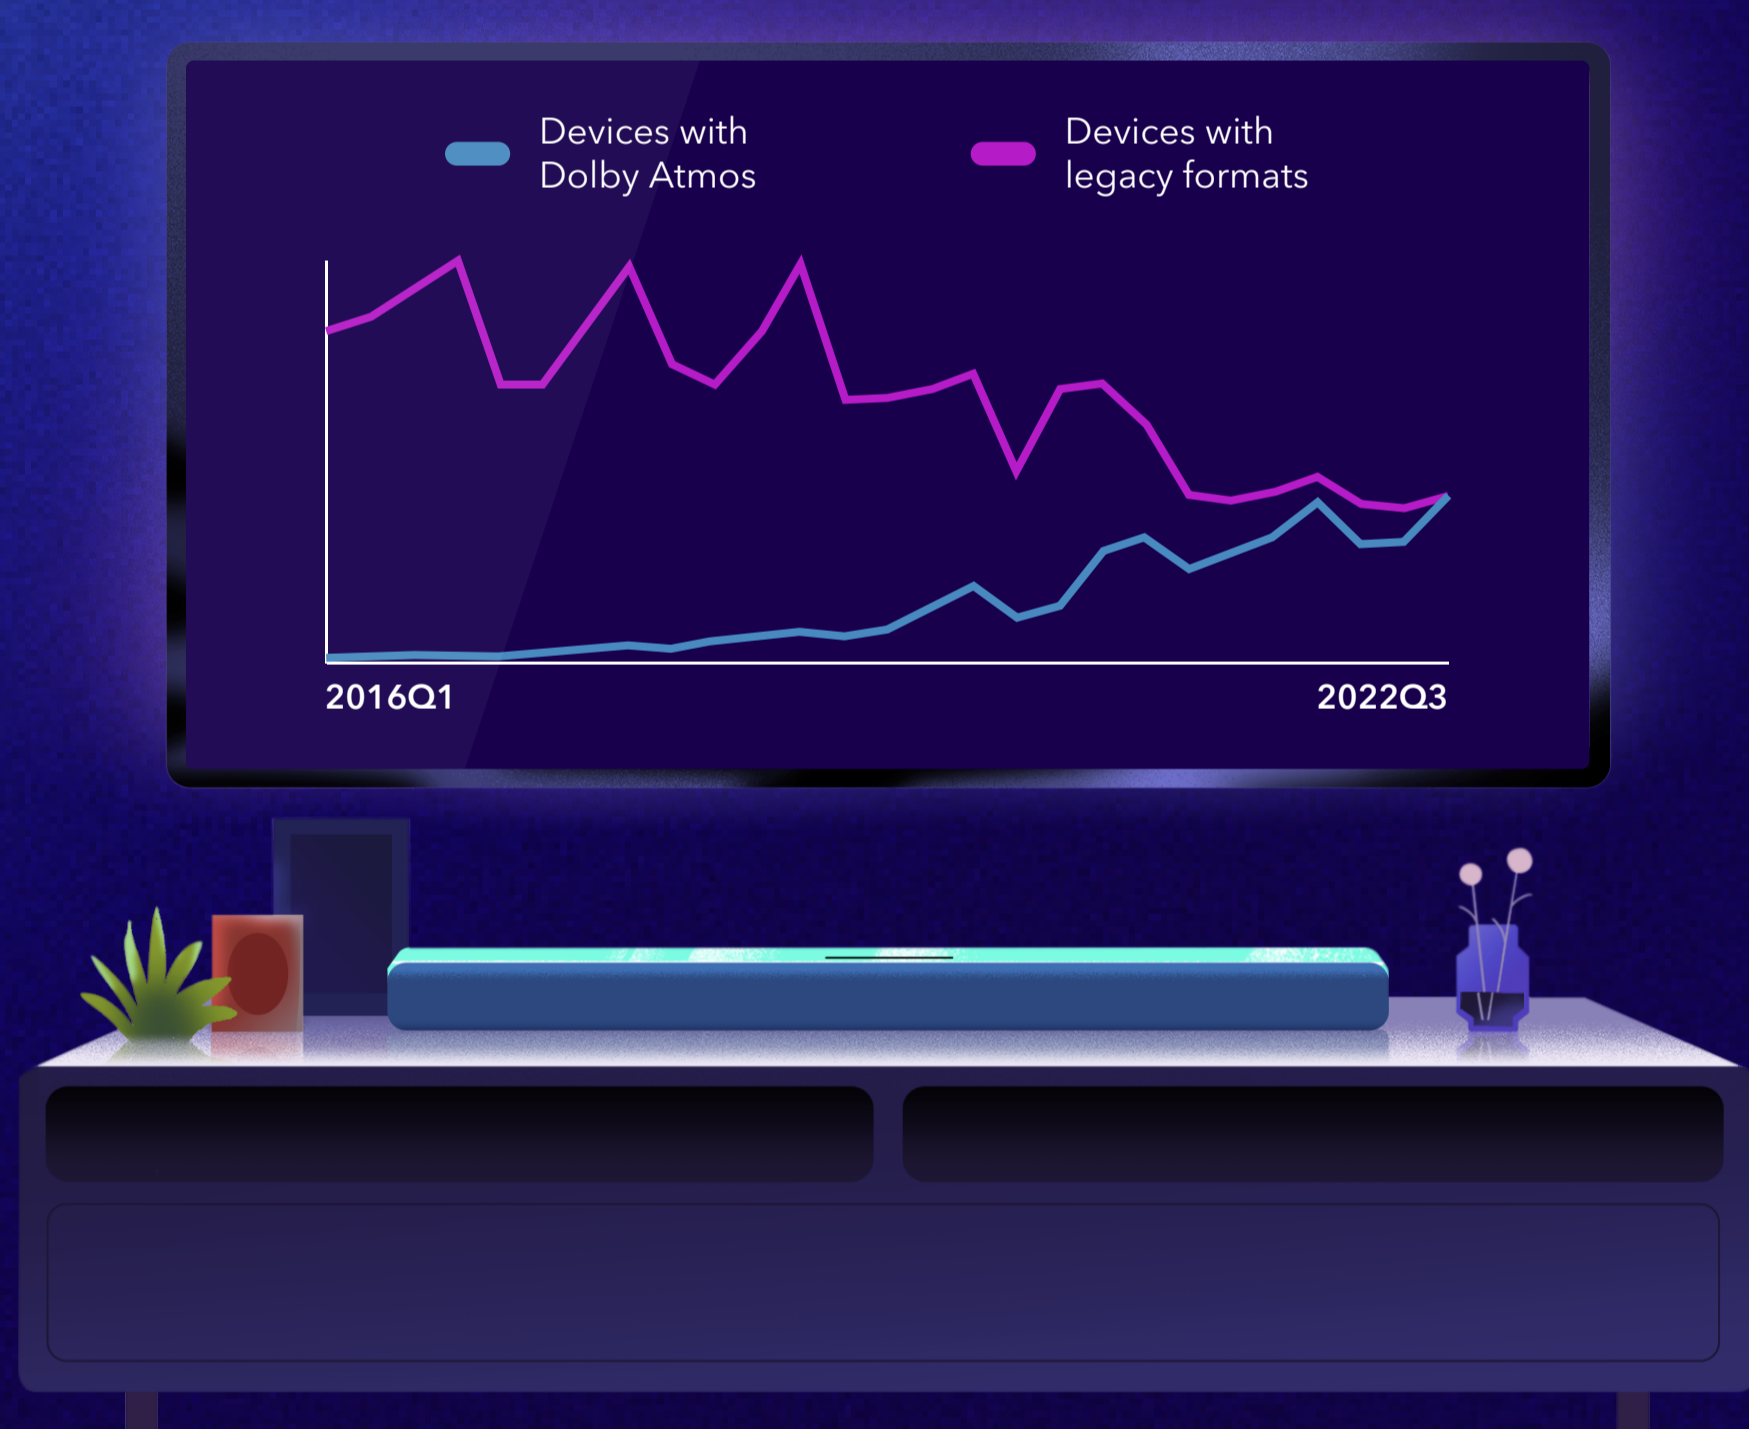 Devices with
Dolby Atmos
Devices with
legacy formats
2016Q1
2022Q3